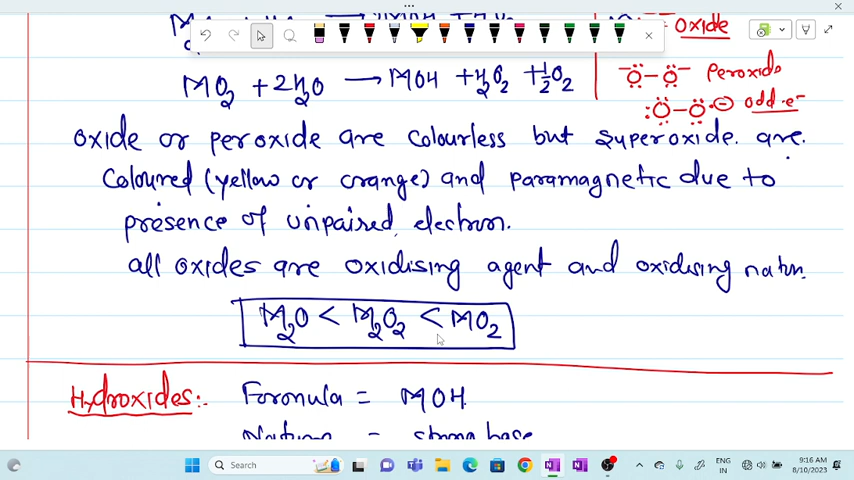 oxide
MO2 + 2H2O → MOH + H2O2 + 1/2 O2
O-O peroxide
:O-O odd e-
oxide or peroxide are colourless but superoxide. are.
coloured (yellow or orange) and paramagnetic due to
presence of unpaired electron.
all oxides are oxidising agent and oxidising natur.
M2O < M2O2 < MO2
Hydroxides:- Foronula = MOH.
Nature = strong base
Search
ENG
IN
9:16 AM
8/10/2023